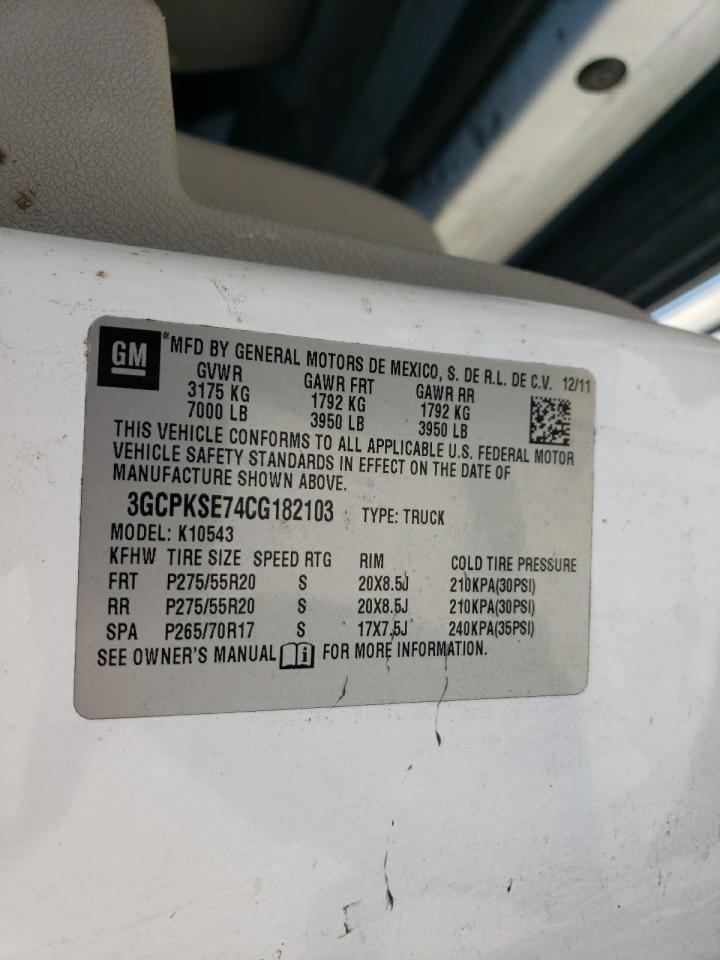 GM
® MFD BY GENERAL MOTORS DE MEXICO, S. DE R.L. DE C.V. 12/11
GVWR GAWR FRT GAWR RR
3175 KG 1792 KG 1792 KG
7000 LB 3950 LB 3950 LB
THIS VEHICLE CONFORMS TO ALL APPLICABLE U.S. FEDERAL MOTOR
VEHICLE SAFETY STANDARDS IN EFFECT ON THE DATE OF
MANUFACTURE SHOWN ABOVE.
3GCPKSE74CG182103 TYPE: TRUCK
MODEL: K10543
KFHW TIRE SIZE SPEED RTG RIM COLD TIRE PRESSURE
FRT P275/55R20 S 20X8.5J 210KPA(30PSI)
RR P275/55R20 S 20X8.5J 210KPA(30PSI)
SPA P265/70R17 S 17X7.5J 240KPA(35PSI)
SEE OWNER'S MANUAL i FOR MORE INFORMATION.